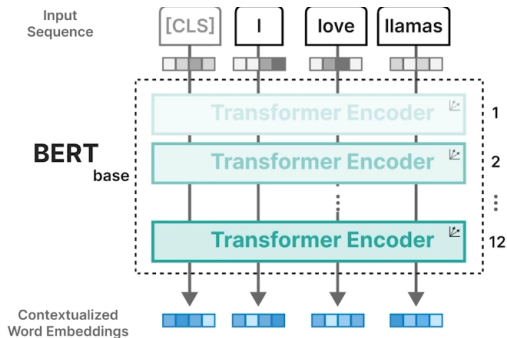 Input
Sequence
[CLS] I love llamas
Transformer Encoder 1
BERT base
Transformer Encoder 2
Transformer Encoder 12
Contextualized
Word Embeddings